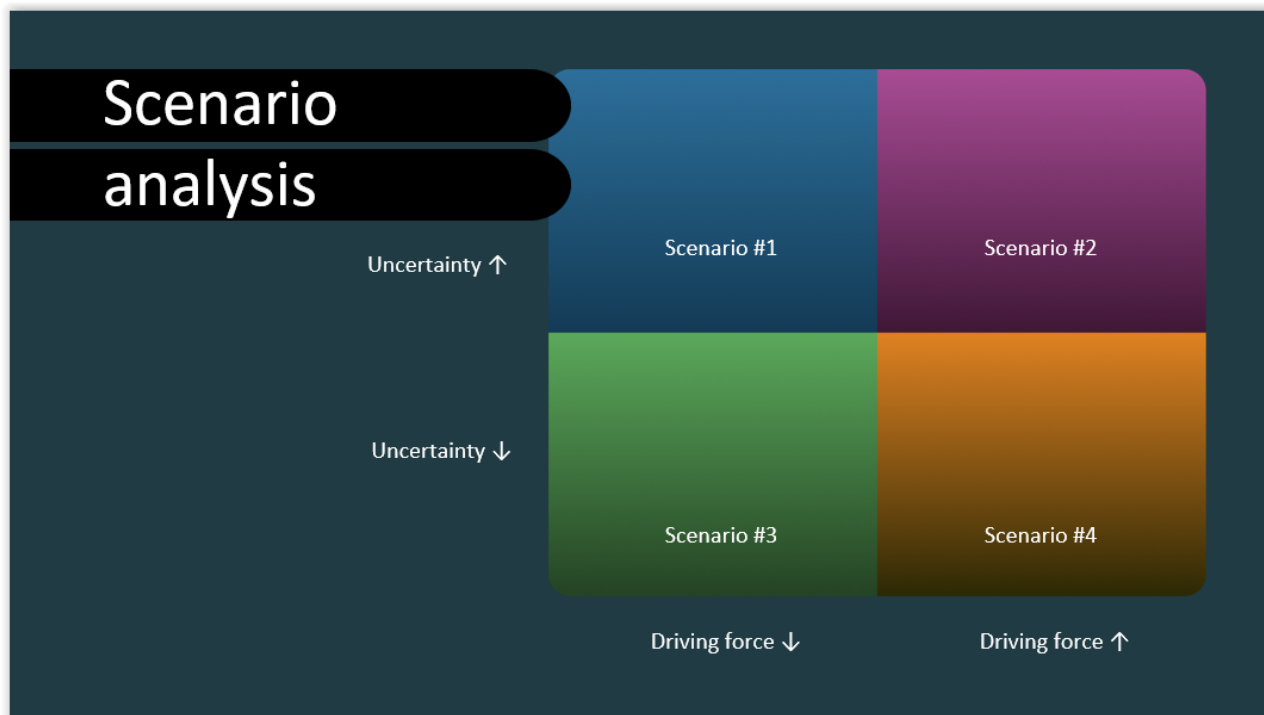 Scenario
analysis
Uncertainty ↑
Scenario #1
Scenario #2
Uncertainty ↓
Scenario #3
Scenario #4
Driving force ↓
Driving force ↑